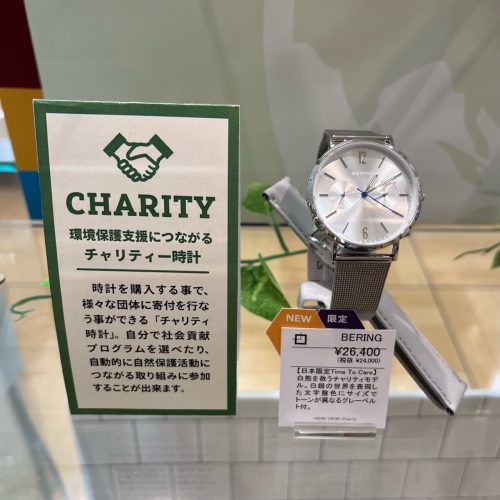 CHARITY
環境保護支援につながる
チャリティー時計
時計を購入する事で、
様々な団体に寄付を行な
う事ができる「チャリティ
時計」。自分で社会貢献
プログラムを選べたり、
自動的に自然保護活動に
つながる取り組みに参加
することが出来ます。
BERING
NEW
限定
BERING
¥26,400
(税抜 ¥24,000)
【日本限定Time To Care】
白熊を救うチャリティモデ
ル。白銀の世界を表現し
た文字盤色にサイズで
トーンが異なるグレーベル
ト付。